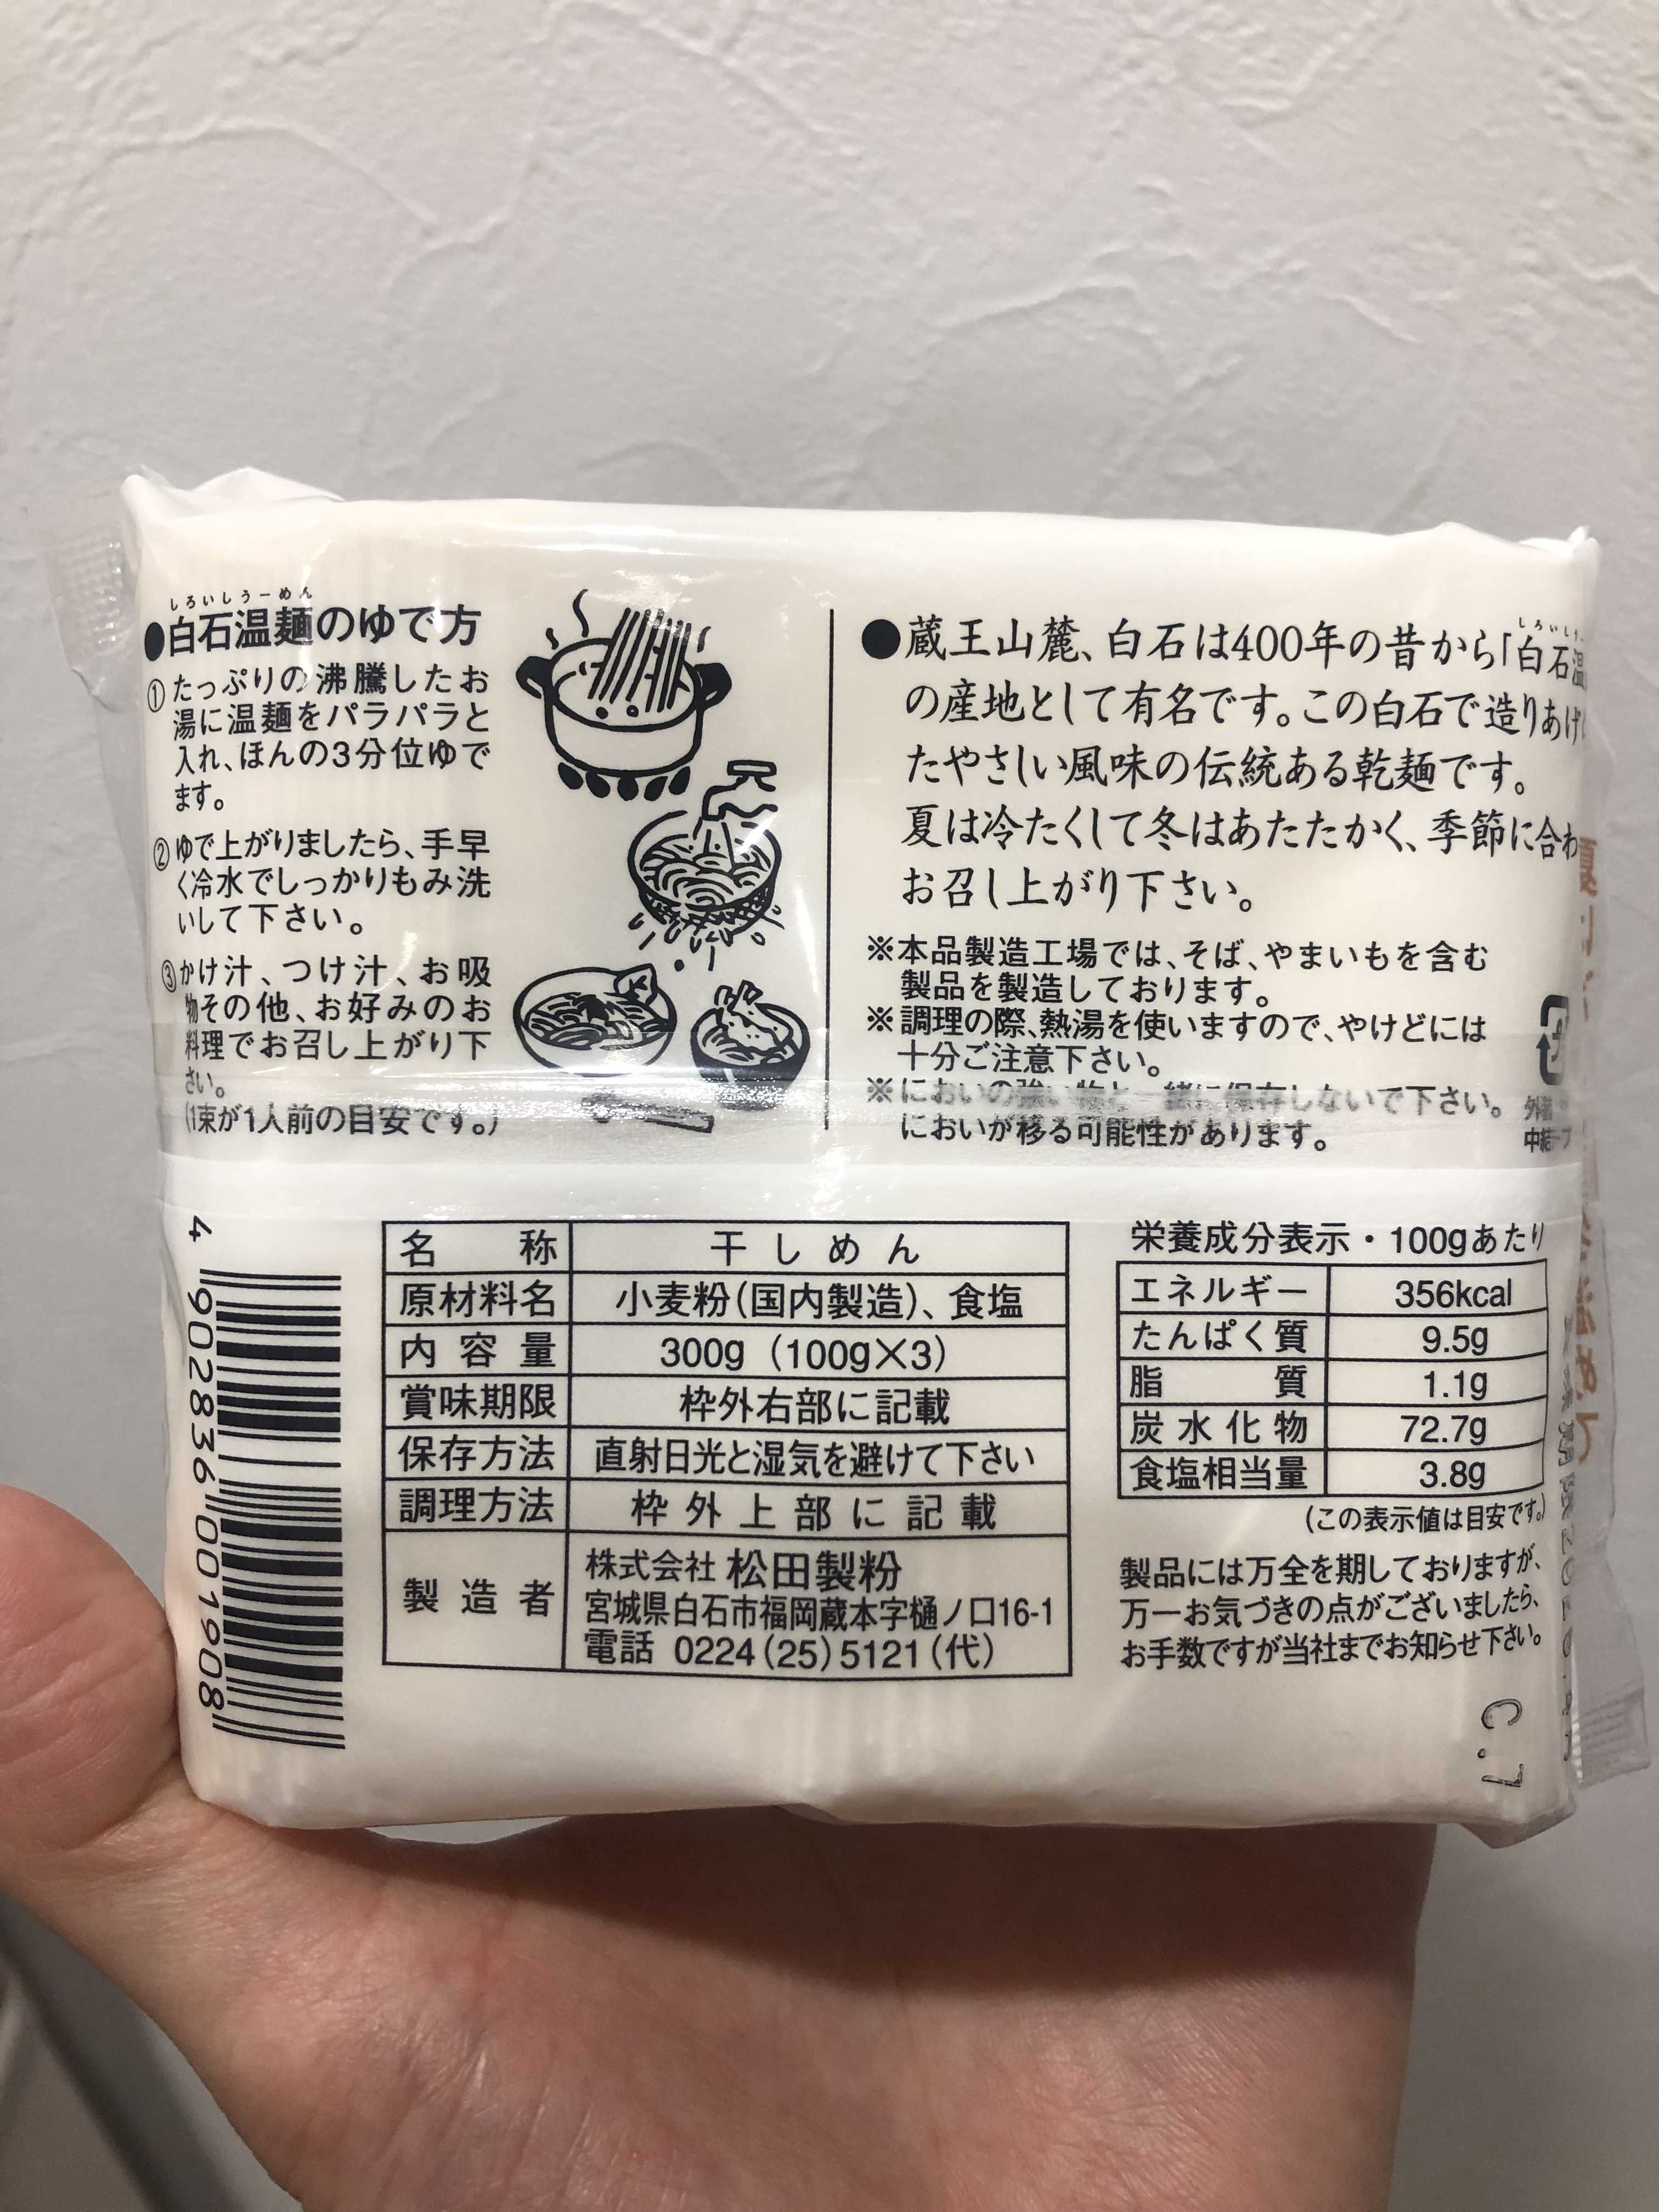 しろいしうーめん
●白石温麺のゆで方
①たっぷりの沸騰したお
湯に温麺をパラパラと
入れ、ほんの3分位ゆで
ます。
②ゆで上がりましたら、手早
く冷水でしっかりもみ洗
いして下さい。
③かけ汁、つけ汁、お吸
物その他、お好みのお
料理でお召し上がり下
さい。
(1束が1人前の目安です。)
●蔵王山麓、白石は400年の昔から「白石温
の産地として有名です。この白石で造りあげ
たやさしい風味の伝統ある乾麺です。
夏は冷たくして冬はあたたかく、季節に合わ
お召し上がり下さい。
※本品製造工場では、そば、やまいもを含む
製品を製造しております。
※調理の際、熱湯を使いますので、やけどには
十分ご注意下さい。
※においの強い物と一緒に保存しないで下さい。
においが移る可能性があります。
4 902836 001908
名称 干しめん
原材料名 小麦粉(国内製造)、食塩
内容量 300g (100g×3)
賞味期限 枠外右部に記載
保存方法 直射日光と湿気を避けて下さい
調理方法 枠外上部に記載
製造者 株式会社 松田製粉
宮城県白石市福岡蔵本字樋ノ口16-1
電話 0224(25)5121(代)
栄養成分表示・100gあたり
エネルギー 356kcal
たんぱく質 9.5g
脂質 1.1g
炭水化物 72.7g
食塩相当量 3.8g
(この表示値は目安です。)
製品には万全を期しておりますが、
万一お気づきの点がございましたら、
お手数ですが当社までお知らせ下さい。
C.7